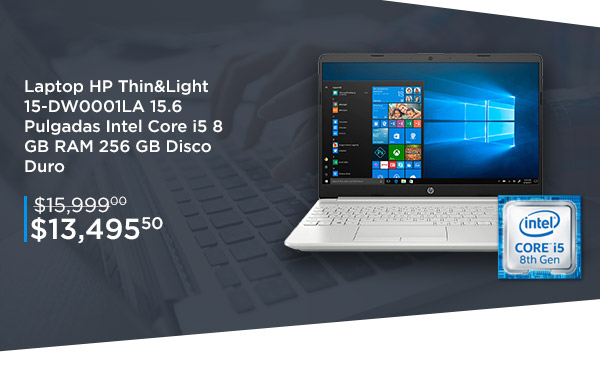 Laptop HP Thin&Light
15-DW0001LA 15.6
Pulgadas Intel Core i5 8
GB RAM 256 GB Disco
Duro
$15,999⁰⁰
$13,495⁵⁰
hp
intel
CORE i5
8th Gen